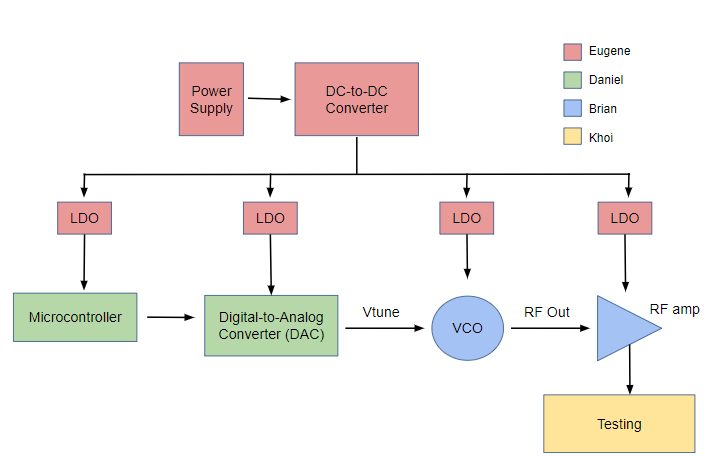 Eugene
Daniel
Brian
Khoi
Power
Supply
DC-to-DC
Converter
LDO
LDO
LDO
LDO
Microcontroller
Digital-to-Analog
Converter (DAC)
Vtune
VCO
RF Out
RF amp
Testing